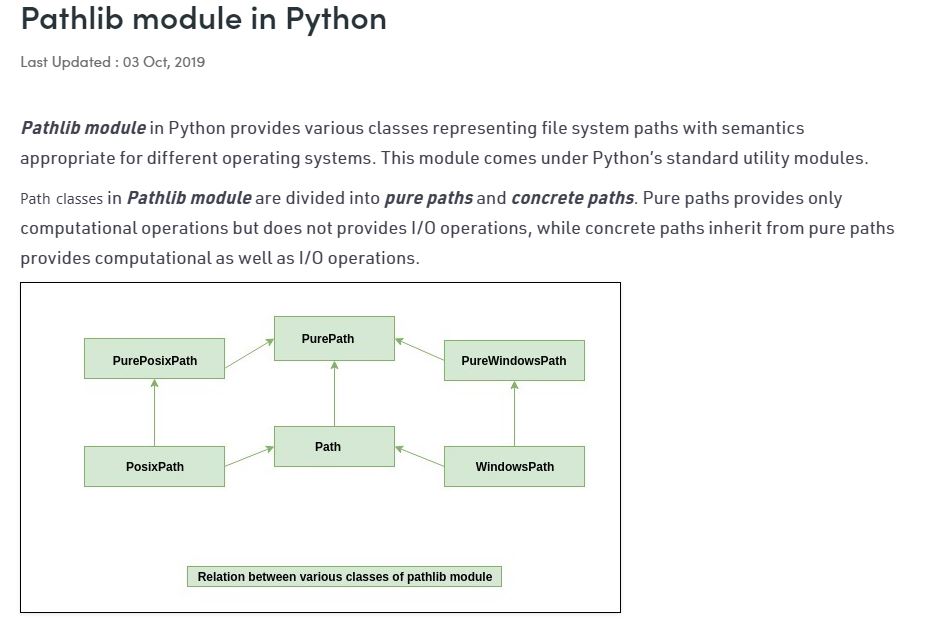 Pathlib module in Python
Last Updated : 03 Oct, 2019
Pathlib module in Python provides various classes representing file system paths with semantics
appropriate for different operating systems. This module comes under Python's standard utility modules.
Path classes in Pathlib module are divided into pure paths and concrete paths. Pure paths provides only
computational operations but does not provides I/O operations, while concrete paths inherit from pure paths
provides computational as well as I/O operations.
PurePath
PurePosixPath
PureWindowsPath
Path
PosixPath
WindowsPath
Relation between various classes of pathlib module